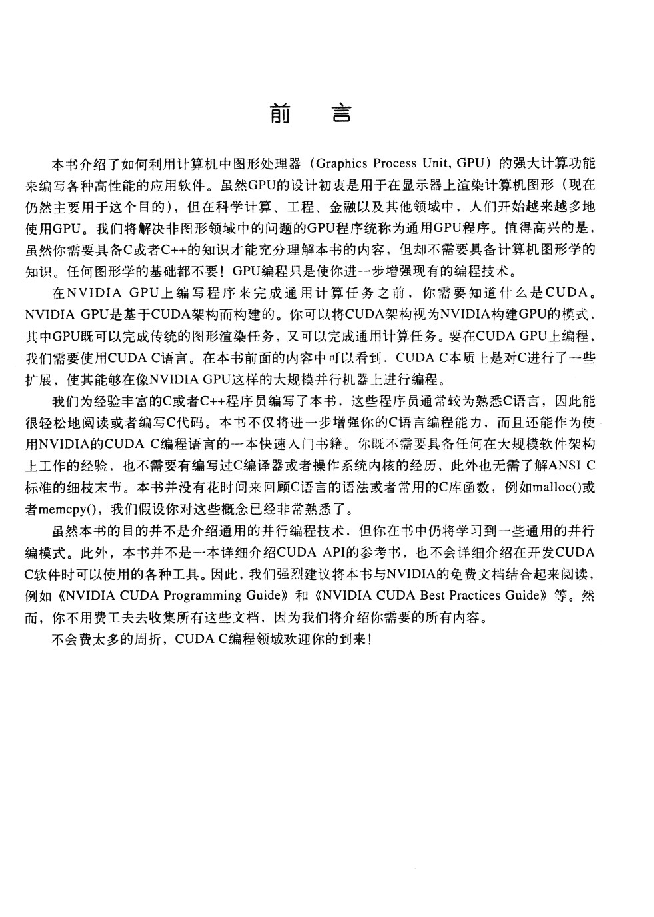 前 言
本书介绍了如何利用计算机中图形处理器（Graphics Process Unit, GPU）的强大计算功能
来编写各种高性能的应用软件。虽然GPU的设计初衷是用于在显示器上渲染计算机图形（现在
仍然主要用于这个目的），但在科学计算、工程、金融以及其他领域中，人们开始越来越多地
使用GPU。我们将解决非图形领域中的问题的GPU程序统称为通用GPU程序。值得高兴的是，
虽然你需要具备C或者C++的知识才能充分理解本书的内容，但却不需要具备计算机图形学的
知识。任何图形学的基础都不要！GPU编程只是使你进一步增强现有的编程技术。
在NVIDIA GPU上编写程序来完成通用计算任务之前，你需要知道什么是CUDA。
NVIDIA GPU是基于CUDA架构而构建的。你可以将CUDA架构视为NVIDIA构建GPU的模式，
其中GPU既可以完成传统的图形渲染任务，又可以完成通用计算任务。要在CUDA GPU上编程，
我们需要使用CUDA C语言。在本书前面的内容中可以看到，CUDA C本质上是对C进行了一些
扩展，使其能够在像NVIDIA GPU这样的大规模并行机器上进行编程。
我们为经验丰富的C或者C++程序员编写了本书，这些程序员通常较为熟悉C语言，因此能
很轻松地阅读或者编写C代码。本书不仅将进一步增强你的C语言编程能力，而且还能作为使
用NVIDIA的CUDA C编程语言的一本快速入门书籍。你既不需要具备任何在大规模软件架构
上工作的经验，也不需要有编写过C编译器或者操作系统内核的经历，此外也无需了解ANSI C
标准的细枝末节。本书并没有花时间来回顾C语言的语法或者常用的C库函数，例如malloc()或
者memcpy()，我们假设你对这些概念已经非常熟悉了。
虽然本书的目的并不是介绍通用的并行编程技术，但你在书中仍将学习到一些通用的并行
编模式。此外，本书并不是一本详细介绍CUDA API的参考书，也不会详细介绍在开发CUDA
C软件时可以使用的各种工具。因此，我们强烈建议将本书与NVIDIA的免费文档结合起来阅读，
例如《NVIDIA CUDA Programming Guide》和《NVIDIA CUDA Best Practices Guide》等。然
而，你不用费工夫去收集所有这些文档，因为我们将介绍你需要的所有内容。
不会费太多的周折，CUDA C编程领域欢迎你的到来！